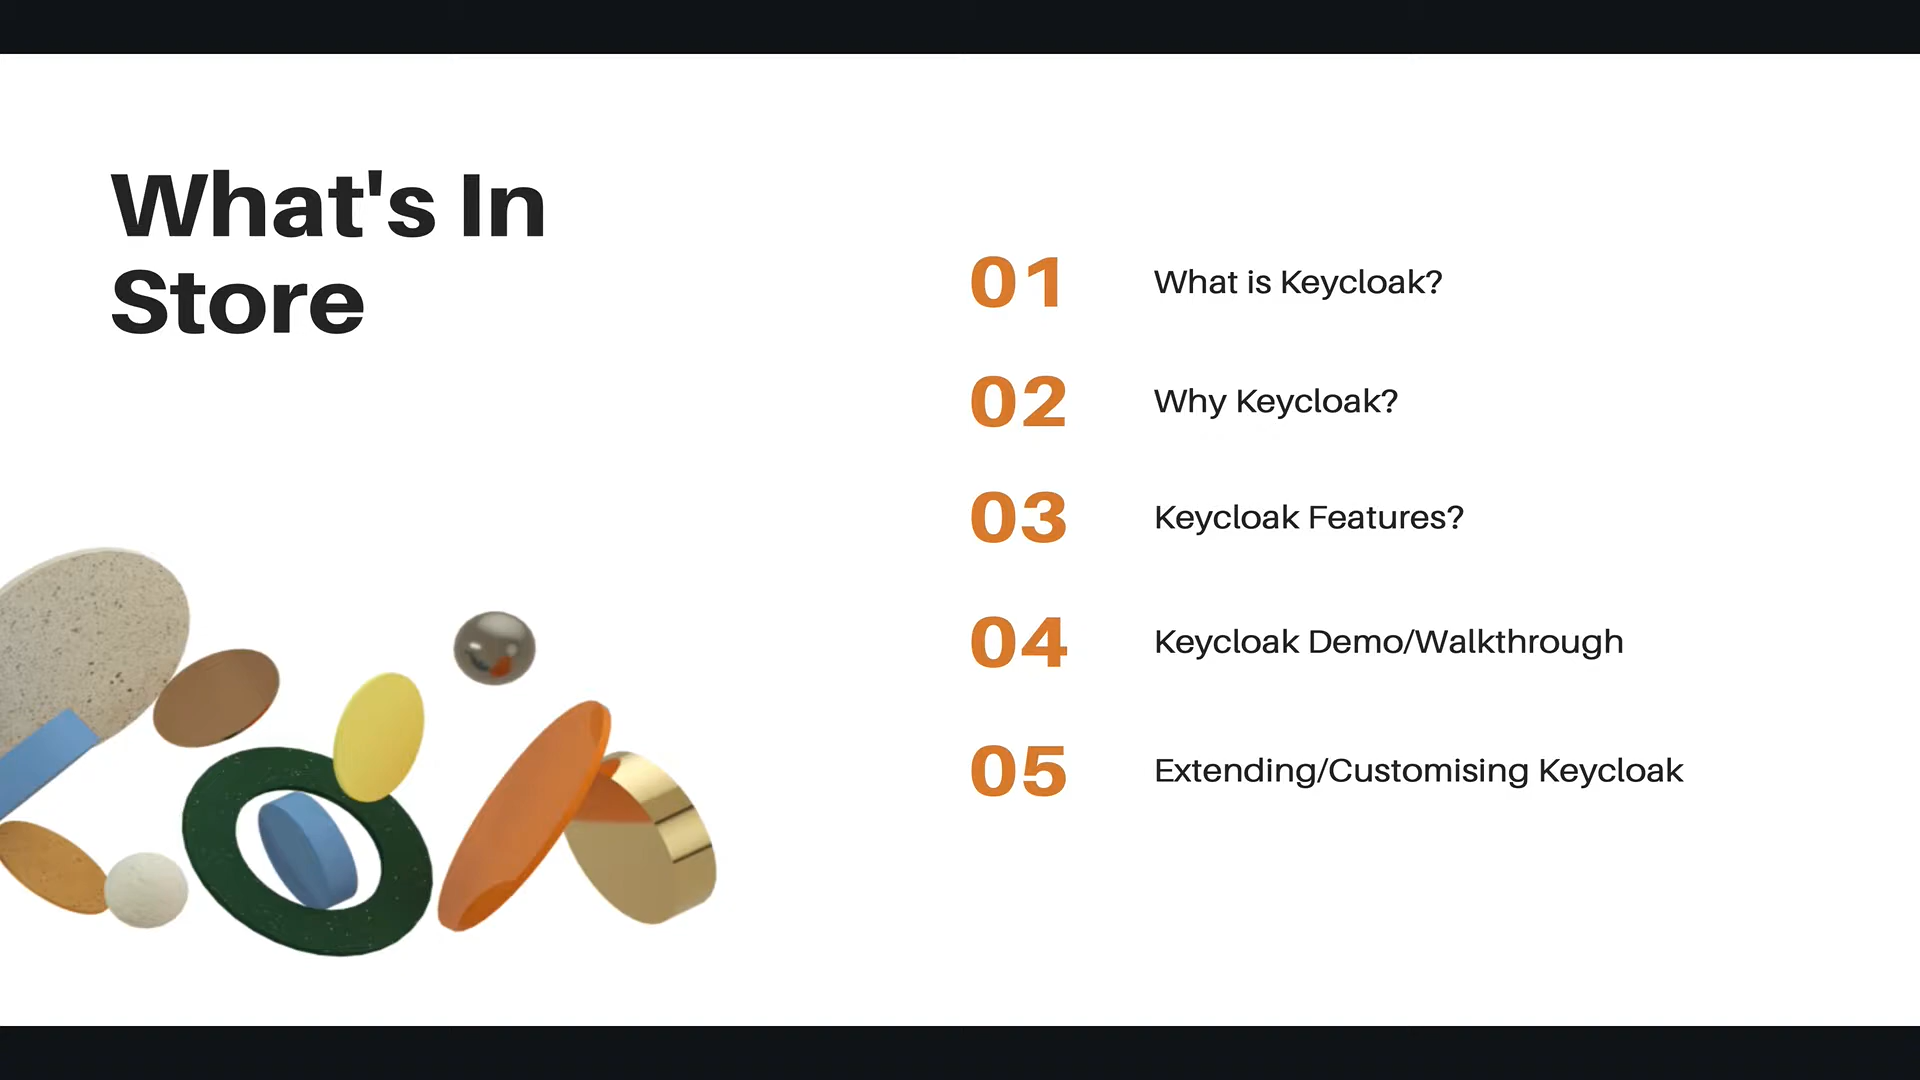 What's In
Store
01 What is Keycloak?
02 Why Keycloak?
03 Keycloak Features?
04 Keycloak Demo/Walkthrough
05 Extending/Customising Keycloak